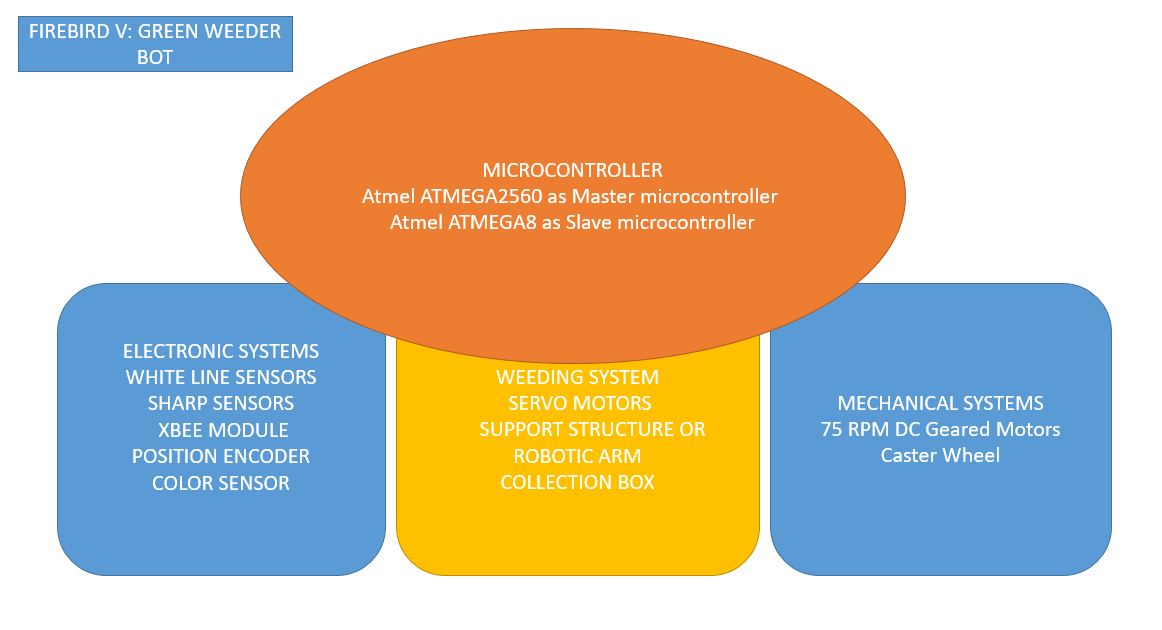 FIREBIRD V: GREEN WEEDER
BOT
MICROCONTROLLER
Atmel ATMEGA2560 as Master microcontroller
Atmel ATMEGA8 as Slave microcontroller
ELECTRONIC SYSTEMS
WHITE LINE SENSORS
SHARP SENSORS
XBEE MODULE
POSITION ENCODER
COLOR SENSOR
WEEDING SYSTEM
SERVO MOTORS
SUPPORT STRUCTURE OR
ROBOTIC ARM
COLLECTION BOX
MECHANICAL SYSTEMS
75 RPM DC Geared Motors
Caster Wheel